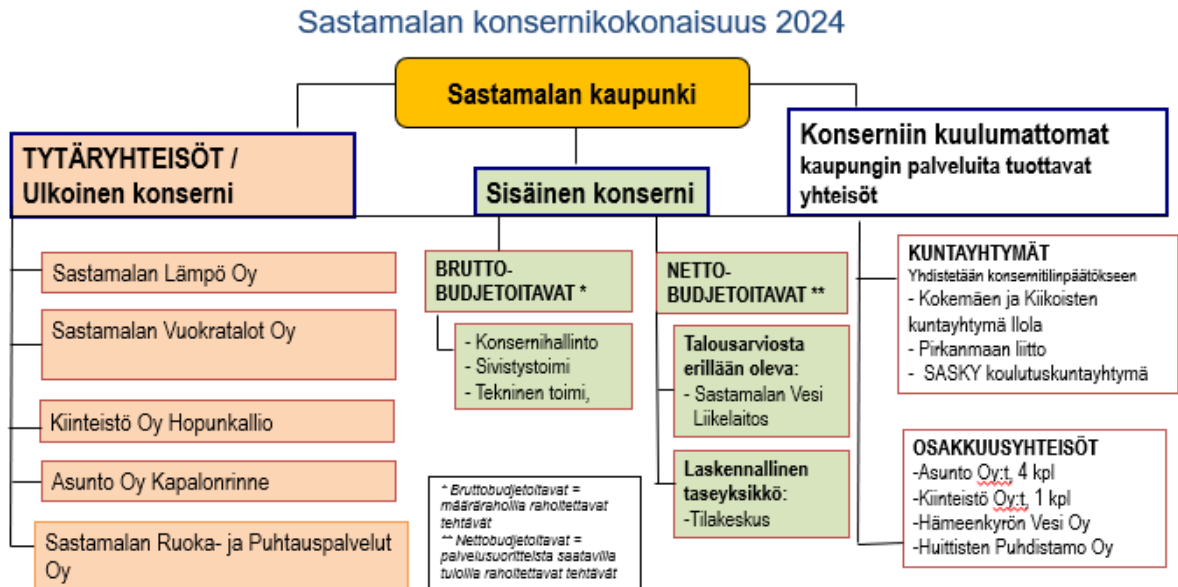 Sastamalan konsernikokonaisuus 2024
Sastamalan kaupunki
TYTÄRYHTEISÖT /
Ulkoinen konserni
Sastamalan Lämpö Oy
Sastamalan Vuokratalot Oy
Kiinteistö Oy Hopunkallio
Asunto Oy Kapalonrinne
Sastamalan Ruoka- ja Puhtauspalvelut
Oy
Sisäinen konserni
BRUTTO-
BUDJETOITAVAT *
- Konsernihallinto
- Sivistystoimi
- Tekninen toimi,
* Bruttobudjetoitavat =
määrärahoilla rahoitettavat
tehtävät
** Nettobudjetoitavat =
palvelusuoritteista saatavilla
tuloilla rahoitettavat tehtävät
NETTO-
BUDJETOITAVAT **
Talousarviosta
erillään oleva:
- Sastamalan Vesi
Liikelaitos
Laskennallinen
taseyksikkö:
-Tilakeskus
Konserniin kuulumattomat
kaupungin palveluita tuottavat
yhteisöt
KUNTAYHTYMÄT
Yhdistetään konsernitilinpäätökseen
- Kokemäen ja Kiikoisten
kuntayhtymä Ilola
- Pirkanmaan liitto
- SASKY koulutuskuntayhtymä
OSAKKUUSYHTEISÖT
-Asunto Oy:t, 4 kpl
-Kiinteistö Oy:t, 1 kpl
-Hämeenkyrön Vesi Oy
-Huittisten Puhdistamo Oy